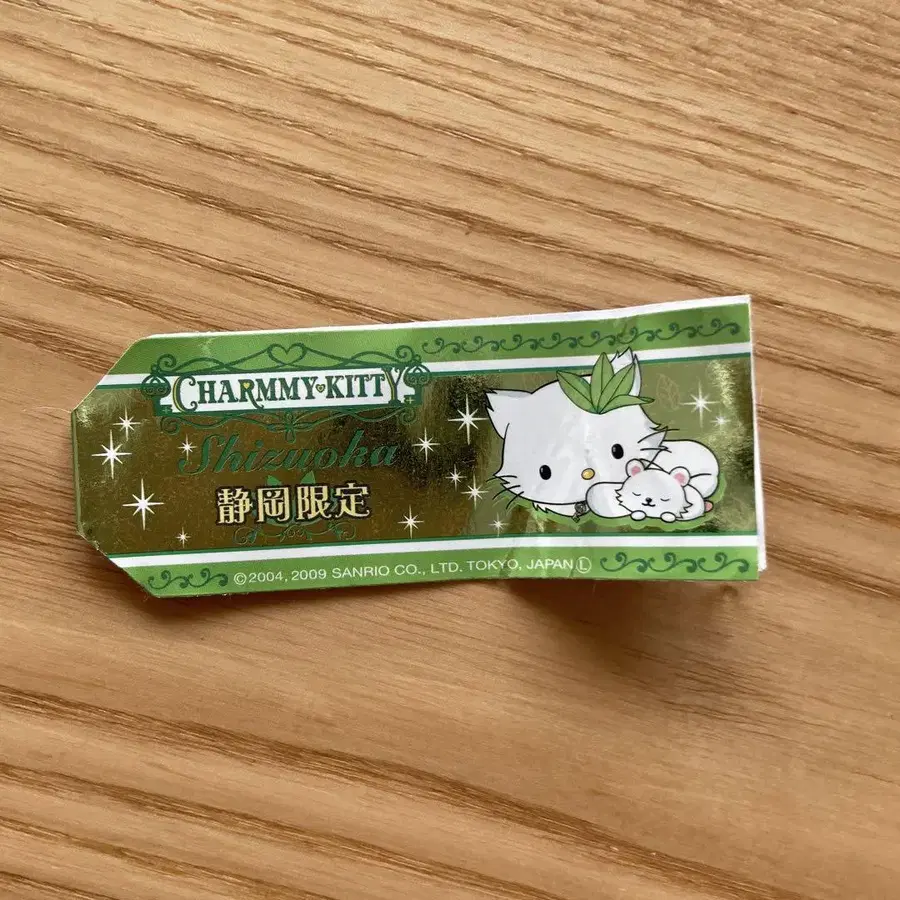 CHARMMY KITTY
Shizuoka
静岡限定
©2004, 2009 SANRIO CO., LTD. TOKYO, JAPAN Ⓛ